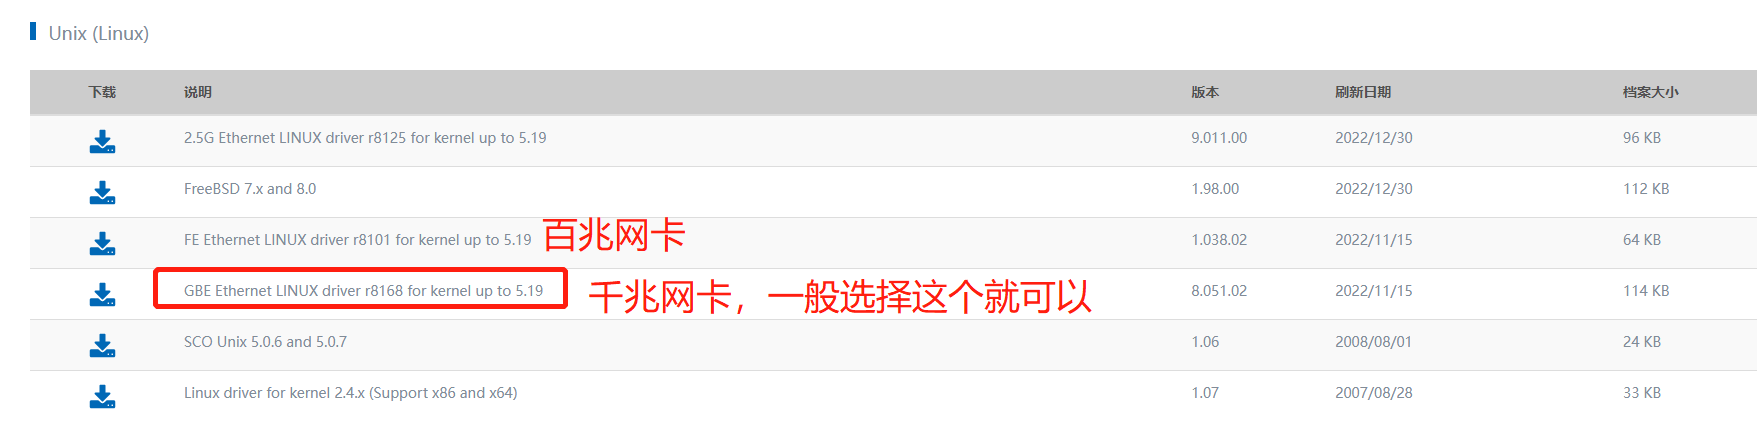 Unix (Linux)
下载 说明 版本 刷新日期 档案大小
2.5G Ethernet LINUX driver r8125 for kernel up to 5.19 9.011.00 2022/12/30 96 KB
FreeBSD 7.x and 8.0 1.98.00 2022/12/30 112 KB
FE Ethernet LINUX driver r8101 for kernel up to 5.19 百兆网卡 1.038.02 2022/11/15 64 KB
GBE Ethernet LINUX driver r8168 for kernel up to 5.19 千兆网卡，一般选择这个就可以 8.051.02 2022/11/15 114 KB
SCO Unix 5.0.6 and 5.0.7 1.06 2008/08/01 24 KB
Linux driver for kernel 2.4.x (Support x86 and x64) 1.07 2007/08/28 33 KB